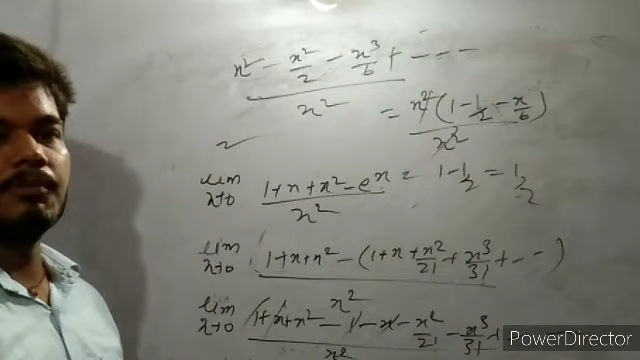 x² - x²/2 - x³/6 + - - -
x² = x²(1 - 1/2 - x/6)
x²
lim x→0 (1+x+x²-eˣ)/x² = 1 - 1/2 = 1/2
lim x→0 (1+x+x² - (1+x+x²/2!+x³/3!+ - -))/x²
lim x→0 (1+x+x² - 1 - x - x²/2! - x³/3! +
x²
PowerDirector